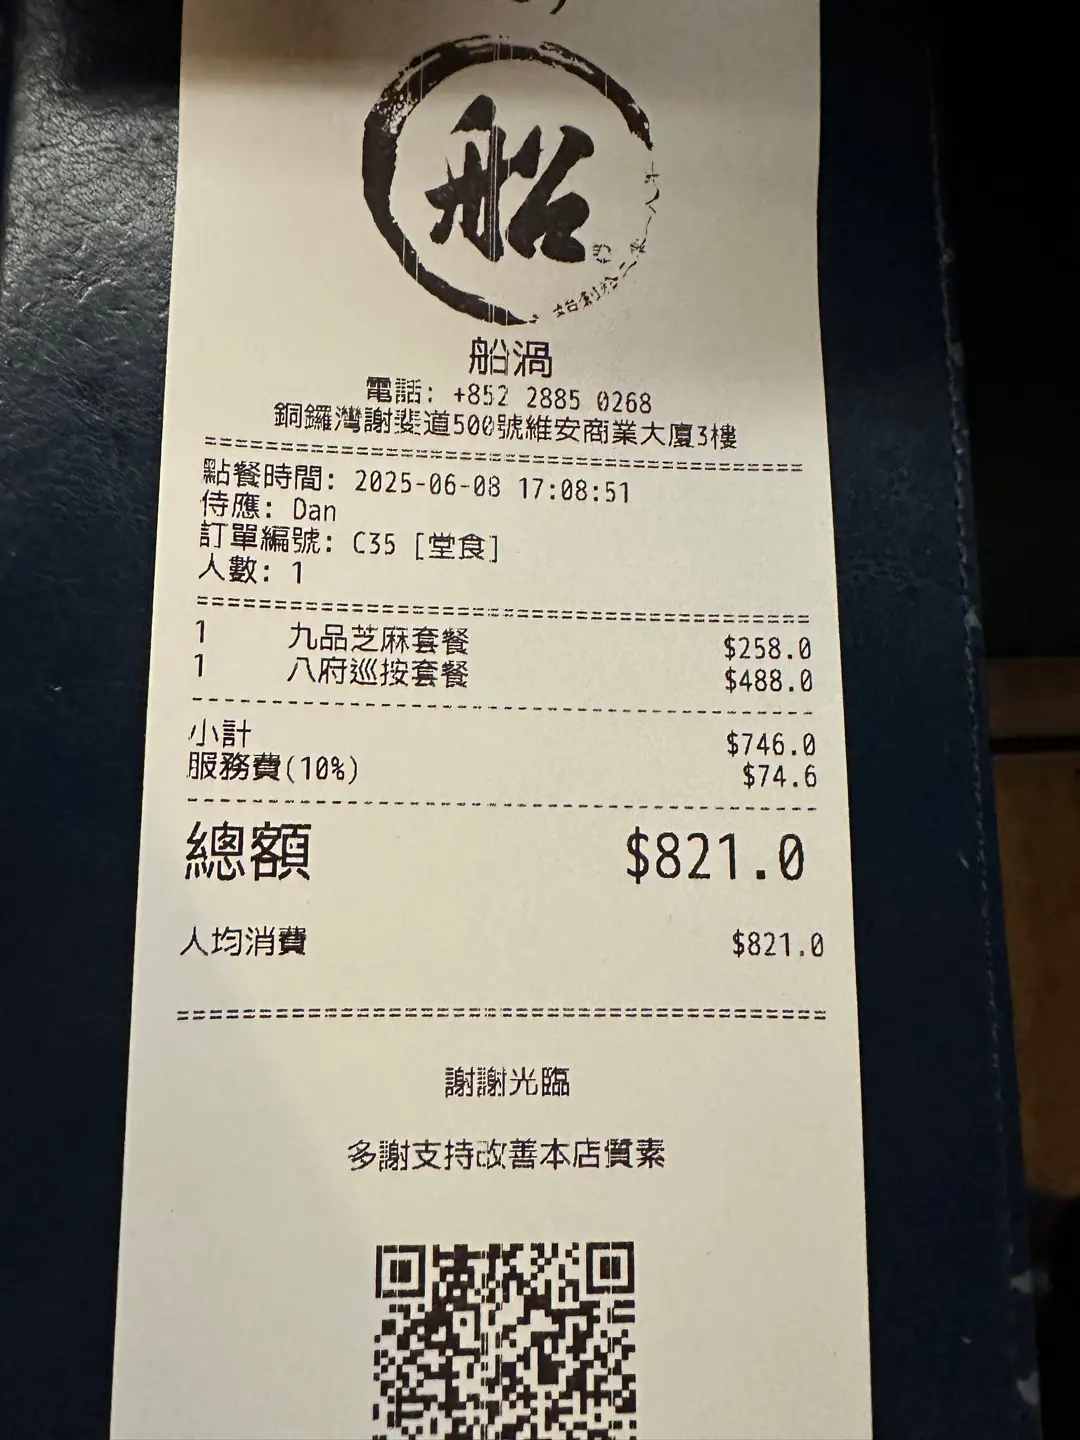 船
船渦
電話: +852 2885 0268
銅鑼灣謝斐道500號維安商業大廈3樓
點餐時間: 2025-06-08 17:08:51
侍應: Dan
訂單編號: C35 [堂食]
人數: 1
1 九品芝麻套餐 $258.0
1 八府巡按套餐 $488.0
小計 $746.0
服務費(10%) $74.6
總額 $821.0
人均消費 $821.0
謝謝光臨
多謝支持改善本店質素